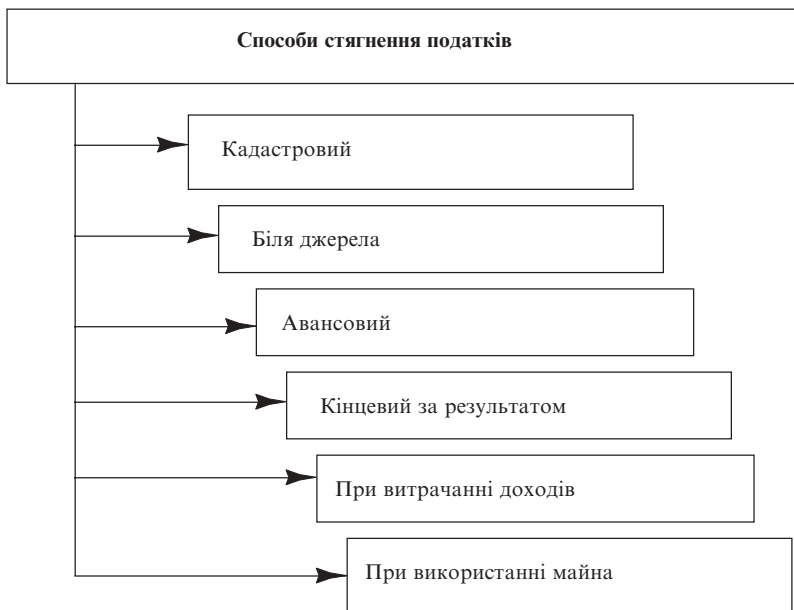 Способи стягнення податків
Кадастровий
Біля джерела
Авансовий
Кінцевий за результатом
При витрачанні доходів
При використанні майна